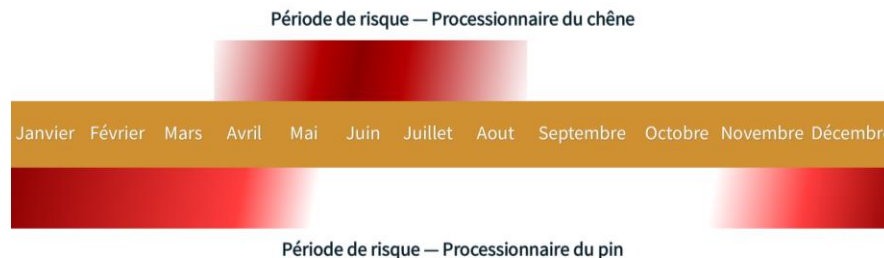 Période de risque — Processionnaire du chêne
Janvier Février Mars Avril Mai Juin Juillet Aout Septembre Octobre Novembre Décembre
Période de risque — Processionnaire du pin